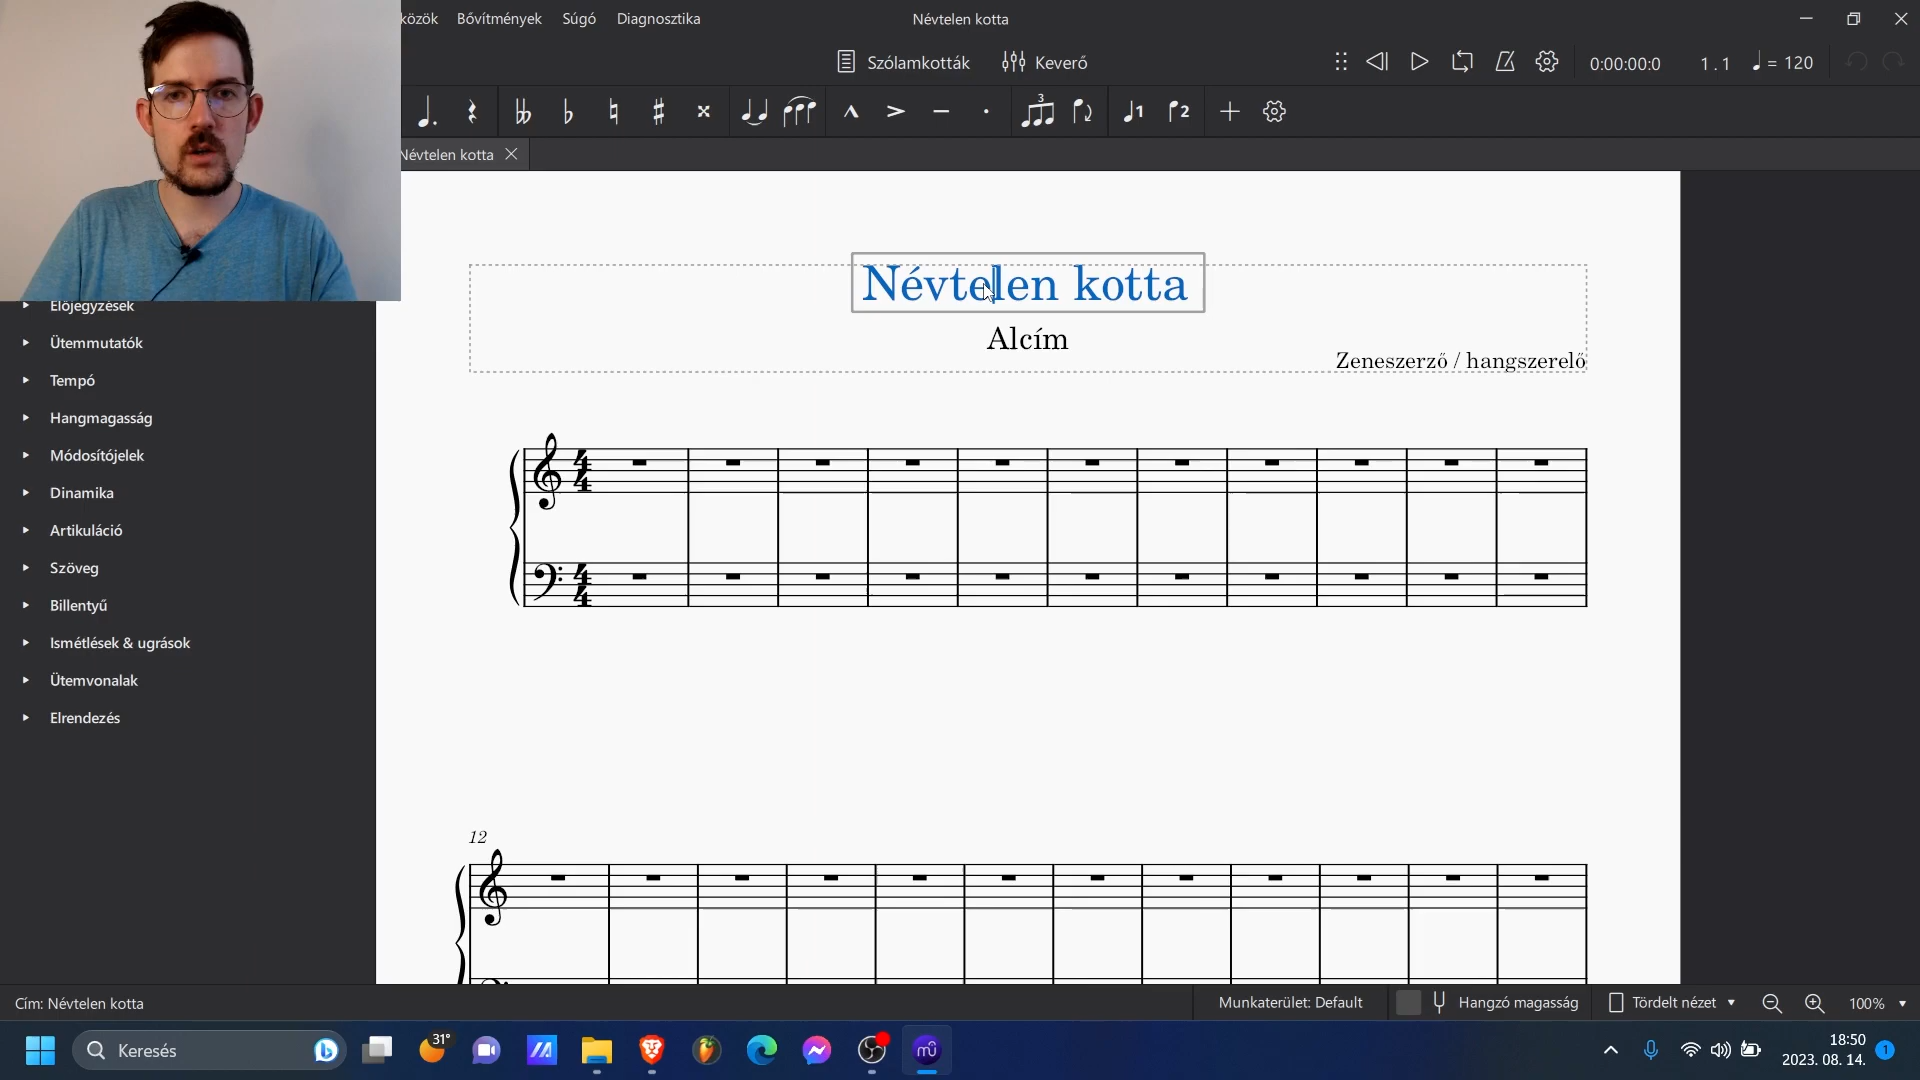 közök Bővítmények Súgó Diagnosztika Névtelen kotta
Szólamkották Keverő 0:00:00:0 1 . 1 = 120
Névtelen kotta
Névtelen kotta
Alcím
Zeneszerző / hangszerelő
Előjegyzések
Ütemmutatók
Tempó
Hangmagasság
Módosítójelek
Dinamika
Artikuláció
Szöveg
Billentyű
Ismétlések & ugrások
Ütemvonalak
Elrendezés
12
Cím: Névtelen kotta Munkaterület: Default Hangzó magasság Tördelt nézet 100%
Keresés 31° 18:50
2023. 08. 14. 1